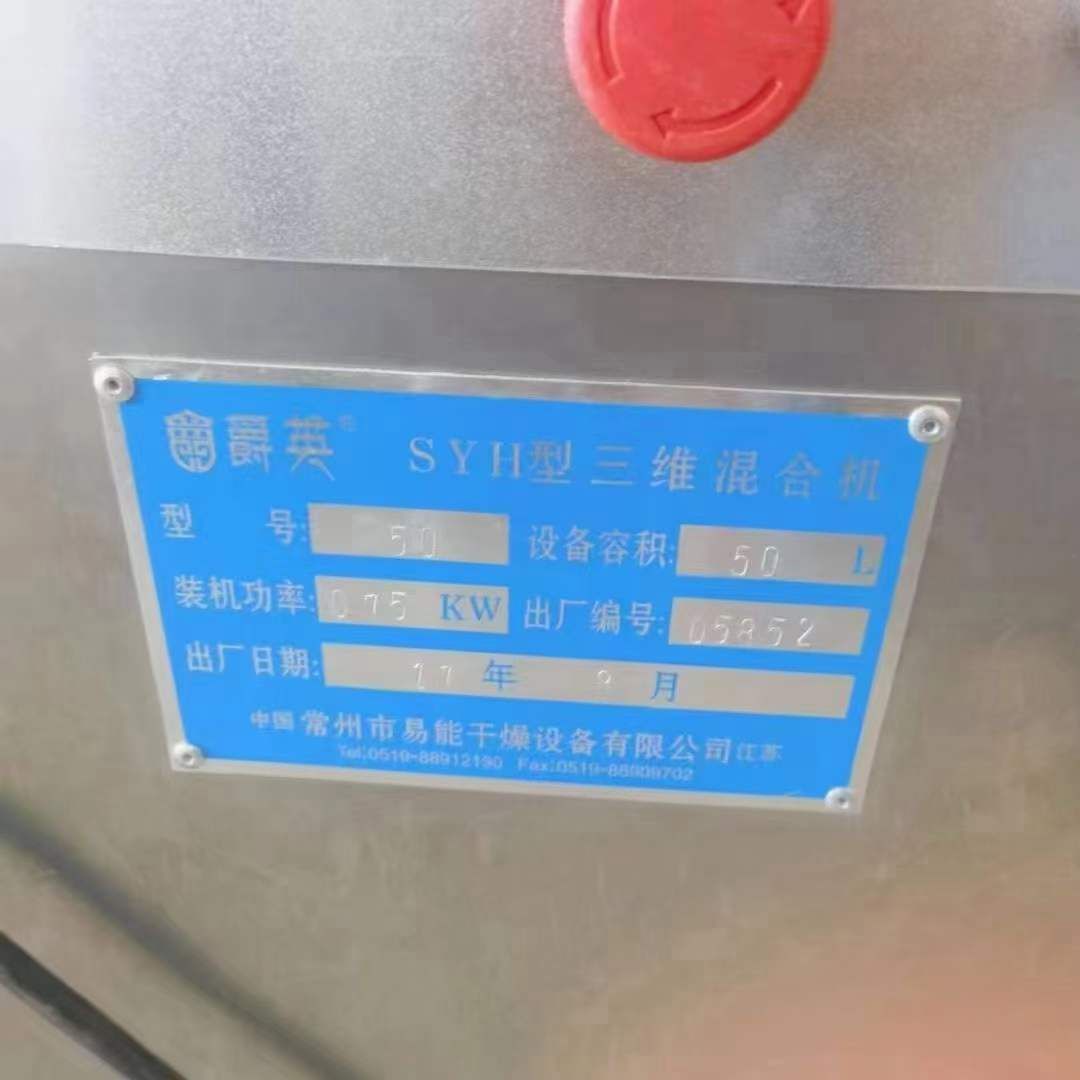 爵英 SYH型三维混合机
型 号: 50 设备容积: 50 L
装机功率: 0.75 KW 出厂编号: 05852
出厂日期: 11 年 月
中国 常州市易能干燥设备有限公司 江苏
Tel:0519-88912190 Fax:0519-88909702